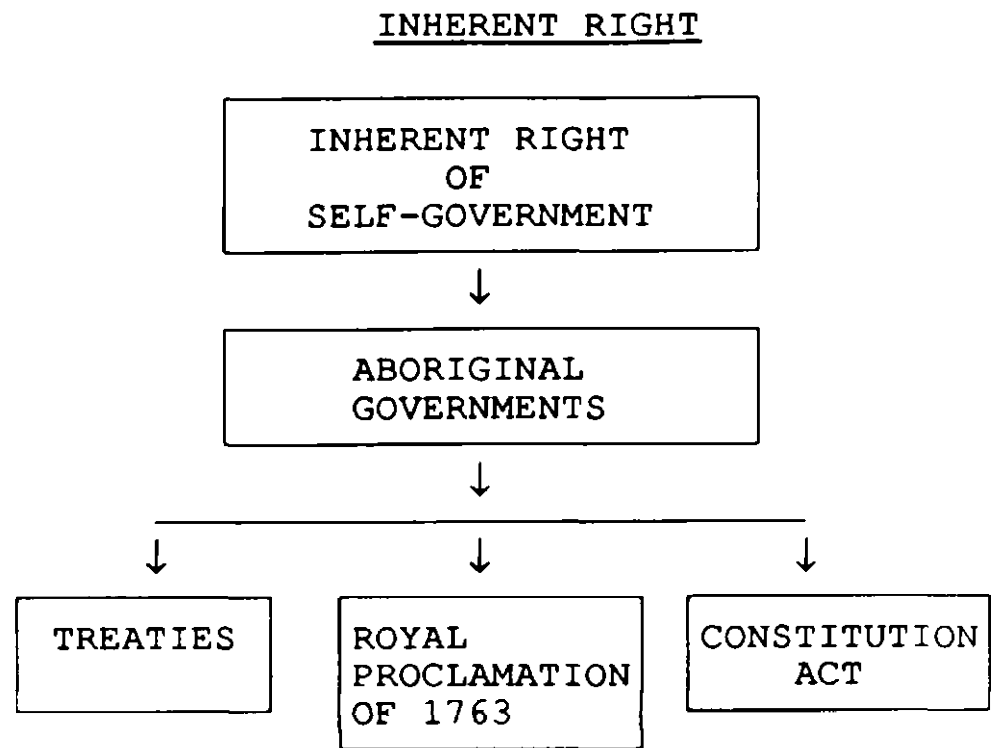 INHERENT RIGHT
INHERENT RIGHT
OF
SELF-GOVERNMENT
ABORIGINAL
GOVERNMENTS
TREATIES
ROYAL
PROCLAMATION
OF 1763
CONSTITUTION
ACT